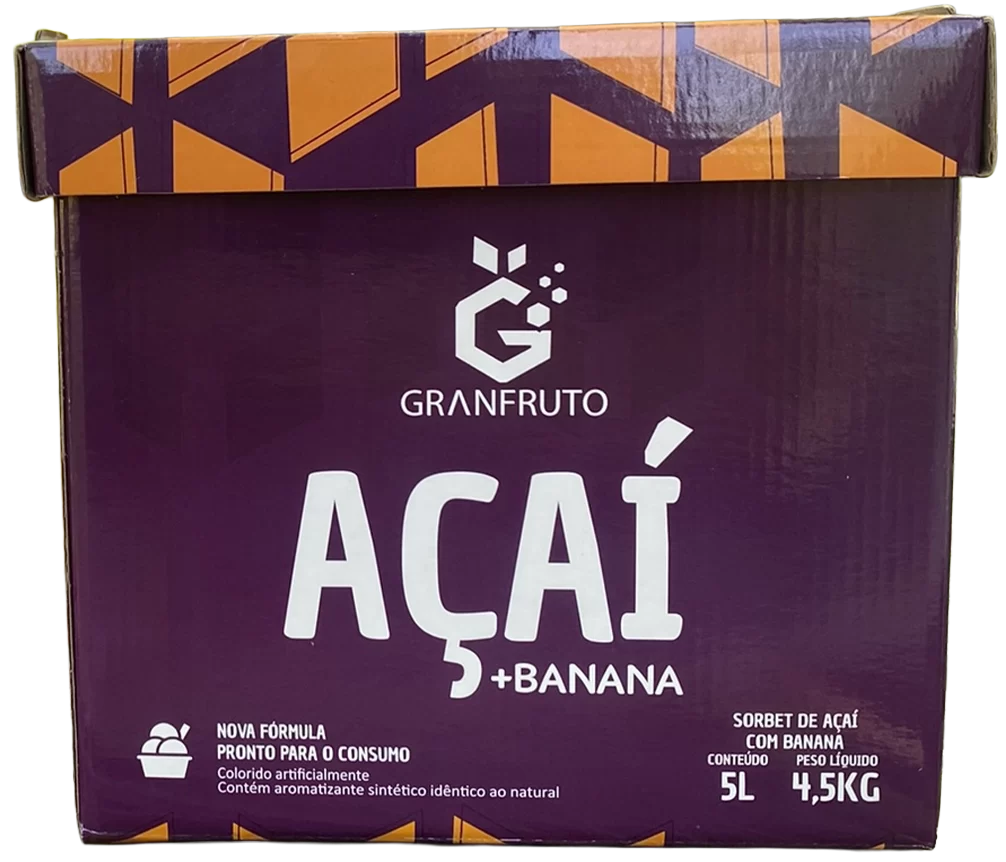 GRANFRUTO
AÇAÍ
+BANANA
NOVA FÓRMULA
PRONTO PARA O CONSUMO
Colorido artificialmente
Contém aromatizante sintético idêntico ao natural
SORBET DE AÇAÍ
COM BANANA
CONTEÚDO PESO LÍQUIDO
5L 4,5KG